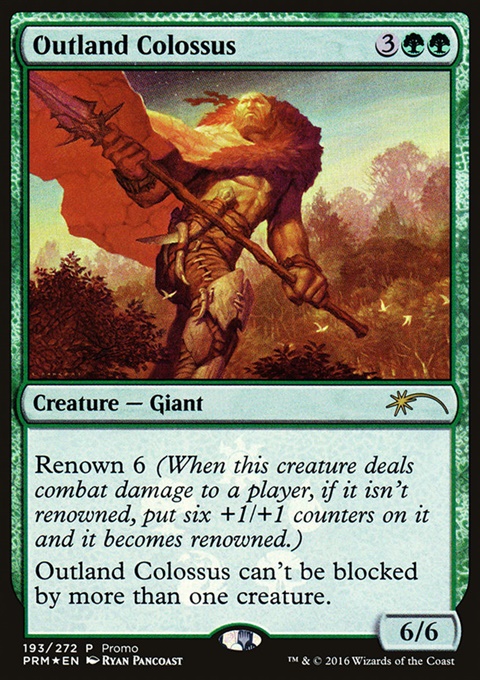 Outland Colossus 3
Creature — Giant
Renown 6 (When this creature deals
combat damage to a player, if it isn't
renowned, put six +1/+1 counters on it
and it becomes renowned.)
Outland Colossus can't be blocked
by more than one creature.
6/6
193/272 P Promo
PRM★EN Ryan Pancoast
™ & © 2016 Wizards of the Coast